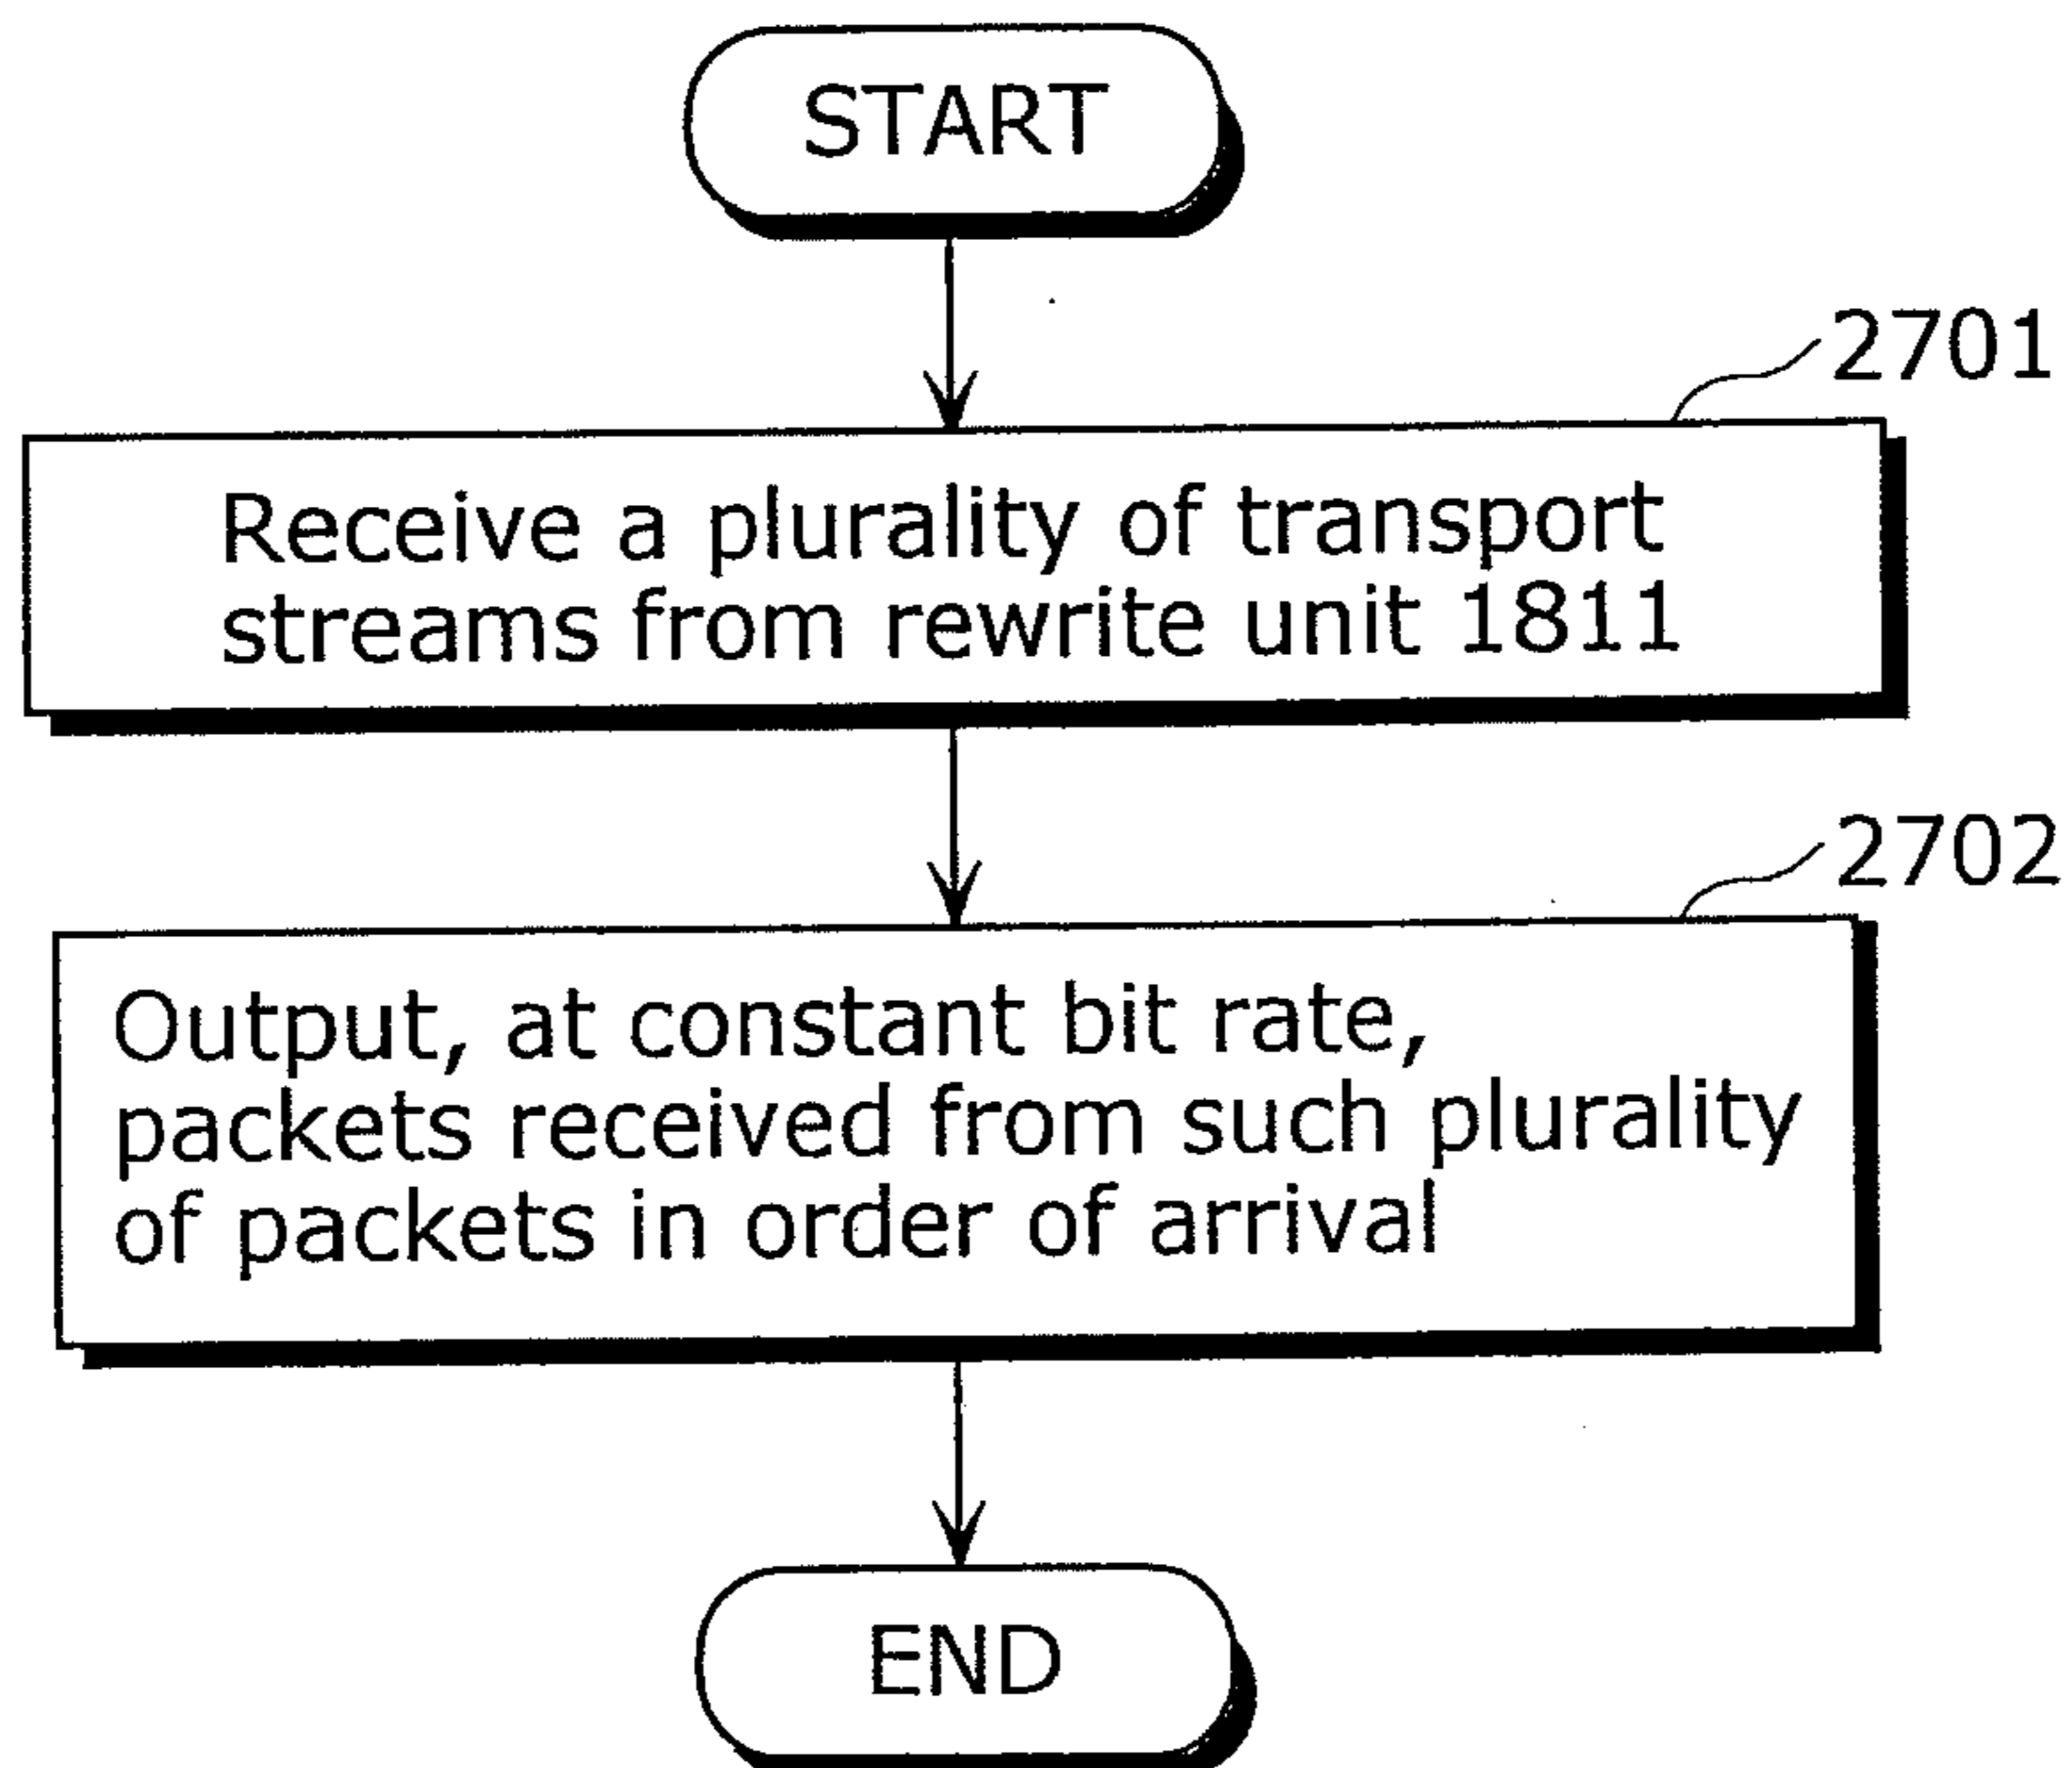 START
2701
Receive a plurality of transport
streams from rewrite unit 1811
2702
Output, at constant bit rate,
packets received from such plurality
of packets in order of arrival
END